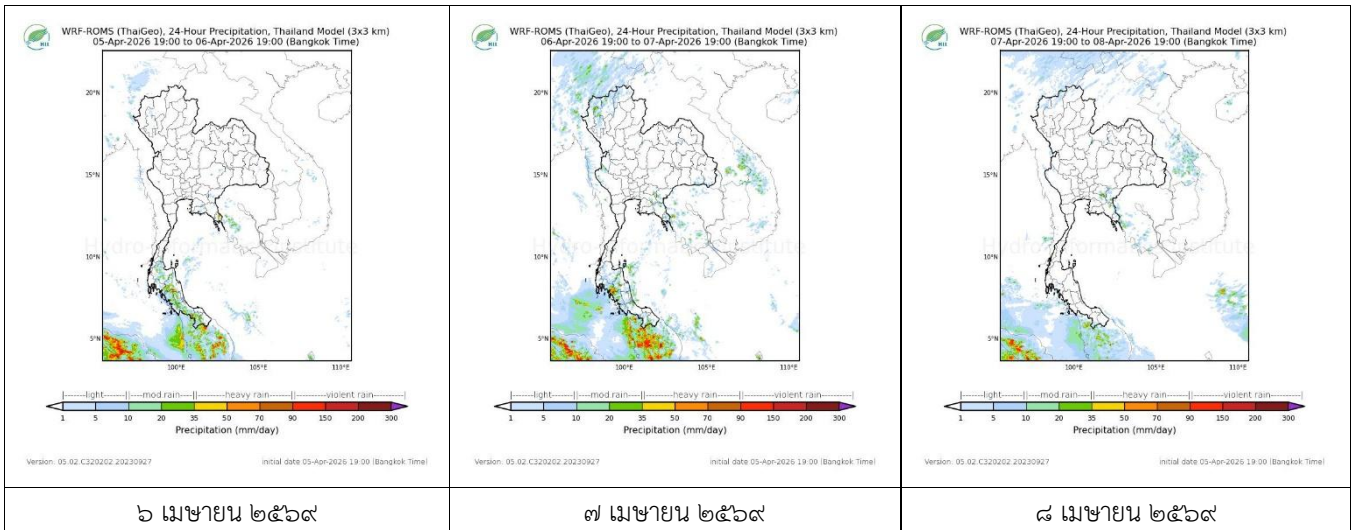 WRF-ROMS (ThaiGeo), 24-Hour Precipitation, Thailand Model (3x3 km)
05-Apr-2026 19:00 to 06-Apr-2026 19:00 (Bangkok Time)
20°N
15°N
10°N
5°N
100°E 105°E 110°E
|-------light------||----mod rain----||-------heavy rain-------||------violent rain-------|
1 5 10 20 35 50 70 90 150 200 300
Precipitation (mm/day)
Version: 05.02.C320202.20230927 initial date 05-Apr-2026 19:00 (Bangkok Time)
๖ เมษายน ๒๕๖๙
WRF-ROMS (ThaiGeo), 24-Hour Precipitation, Thailand Model (3x3 km)
06-Apr-2026 19:00 to 07-Apr-2026 19:00 (Bangkok Time)
20°N
15°N
10°N
5°N
100°E 105°E 110°E
|-------light------||----mod rain----||-------heavy rain-------||------violent rain-------|
1 5 10 20 35 50 70 90 150 200 300
Precipitation (mm/day)
Version: 05.02.C320202.20230927 initial date 05-Apr-2026 19:00 (Bangkok Time)
๗ เมษายน ๒๕๖๙
WRF-ROMS (ThaiGeo), 24-Hour Precipitation, Thailand Model (3x3 km)
07-Apr-2026 19:00 to 08-Apr-2026 19:00 (Bangkok Time)
20°N
15°N
10°N
5°N
100°E 105°E 110°E
|-------light------||----mod rain----||-------heavy rain-------||------violent rain-------|
1 5 10 20 35 50 70 90 150 200 300
Precipitation (mm/day)
Version: 05.02.C320202.20230927 initial date 05-Apr-2026 19:00 (Bangkok Time)
๘ เมษายน ๒๕๖๙